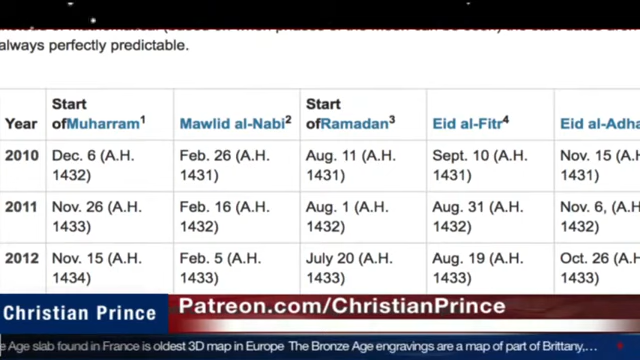 always perfectly predictable.
Year
Start
ofMuharram1
Mawlid al-Nabi2
Start
ofRamadan3
Eid al-Fitr4
Eid al-Adha
2010
Dec. 6 (A.H.
1432)
Feb. 26 (A.H.
1431)
Aug. 11 (A.H.
1431)
Sept. 10 (A.H.
1431)
Nov. 15 (A.H.
1431)
2011
Nov. 26 (A.H.
1433)
Feb. 16 (A.H.
1432)
Aug. 1 (A.H.
1432)
Aug. 31 (A.H.
1432)
Nov. 6, (A.H.
1432)
2012
Nov. 15 (A.H.
1434)
Feb. 5 (A.H.
1433)
July 20 (A.H.
1433)
Aug. 19 (A.H.
1433)
Oct. 26 (A.H.
1433)
Christian Prince
Patreon.com/ChristianPrince
e Age slab found in France is oldest 3D map in Europe The Bronze Age engravings are a map of part of Brittany,...